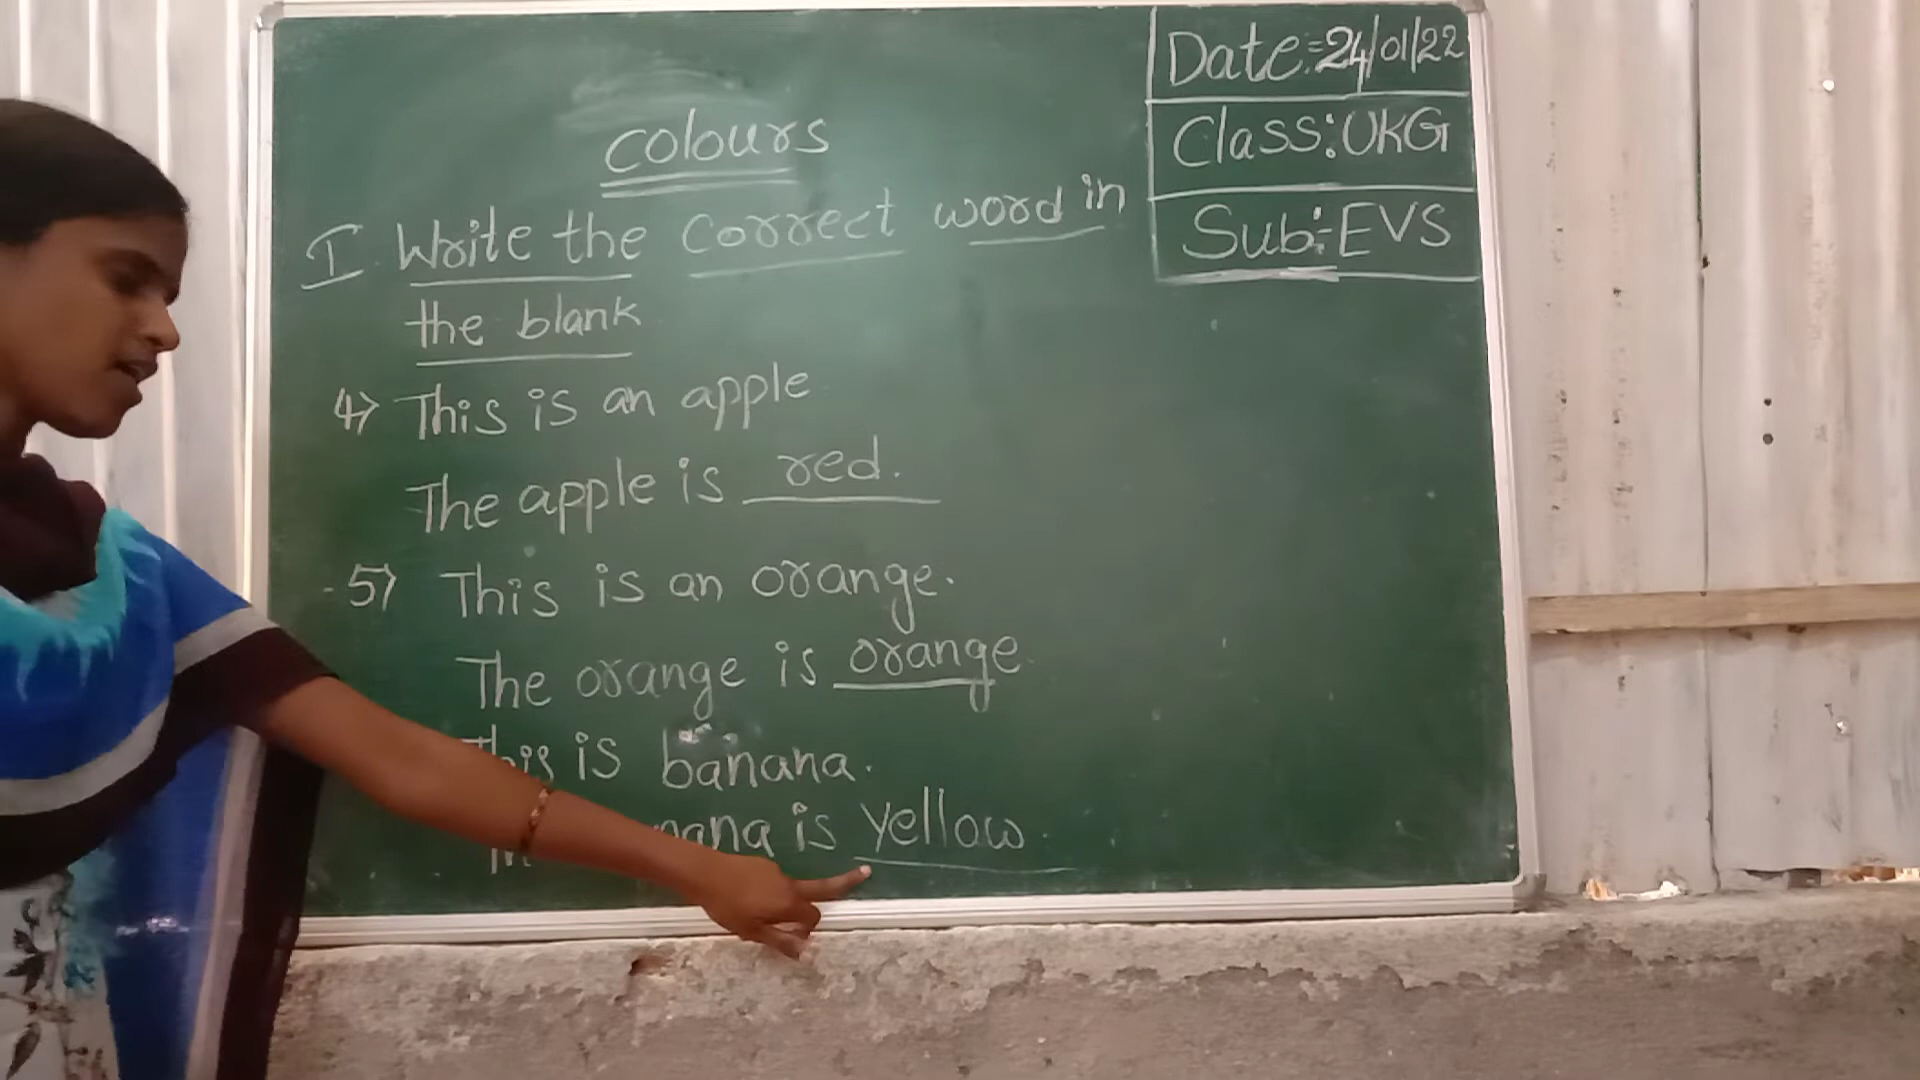 Date:-24/01/22
Class:UKG
Sub:-EVS
colours
I Write the correct word in
the blank
4) This is an apple
The apple is red.
5) This is an orange.
The orange is orange.
This is banana.
is yellow.